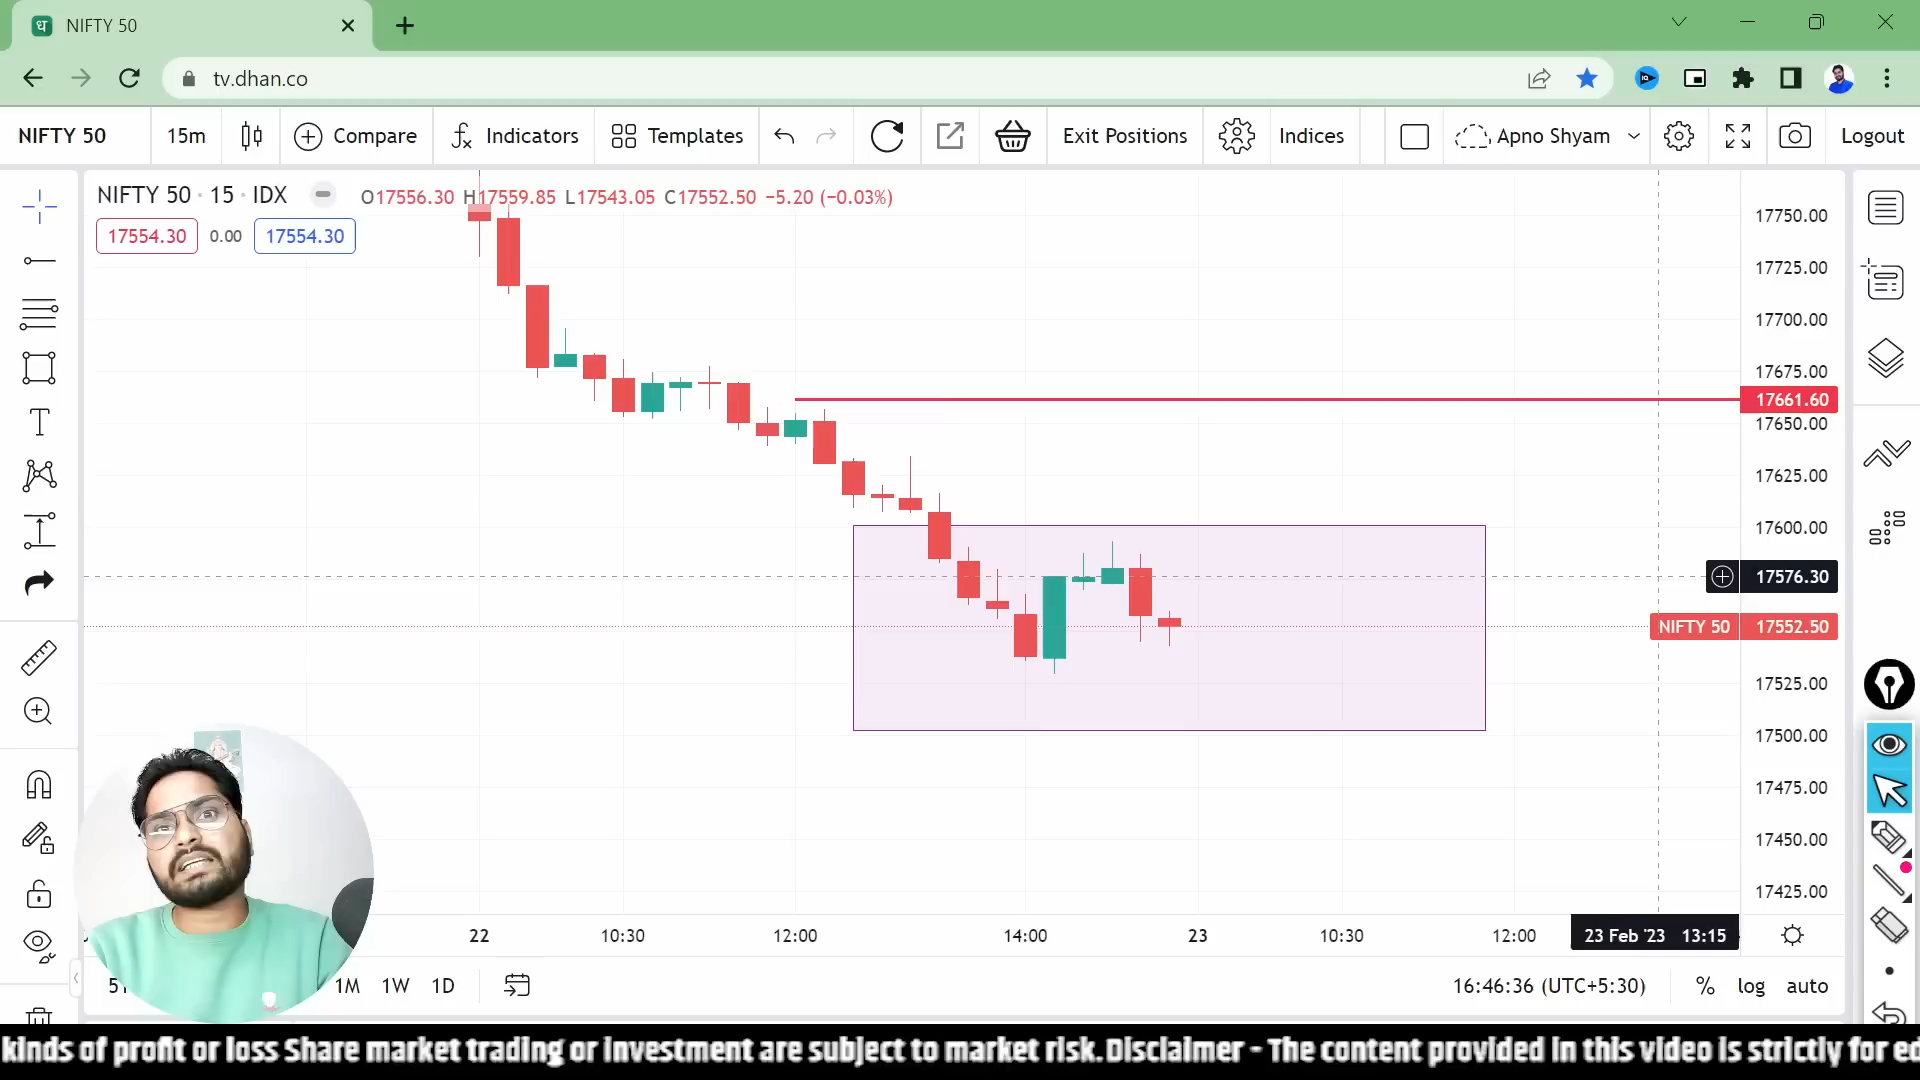 NIFTY 50
tv.dhan.co
NIFTY 50 15m Compare Indicators Templates Exit Positions Indices Apno Shyam Logout
NIFTY 50 · 15 · IDX O17556.30 H17559.85 L17543.05 C17552.50 −5.20 (−0.03%)
17554.30 0.00 17554.30
17750.00
17725.00
17700.00
17675.00
17661.60
17650.00
17625.00
17600.00
17576.30
NIFTY 50 17552.50
17525.00
17500.00
17475.00
17450.00
17425.00
22 10:30 12:00 14:00 23 10:30 12:00 23 Feb '23 13:15
1M 1W 1D 16:46:36 (UTC+5:30) % log auto
kinds of profit or loss Share market trading or investment are subject to market risk. Disclaimer - The content provided in this video is strictly for